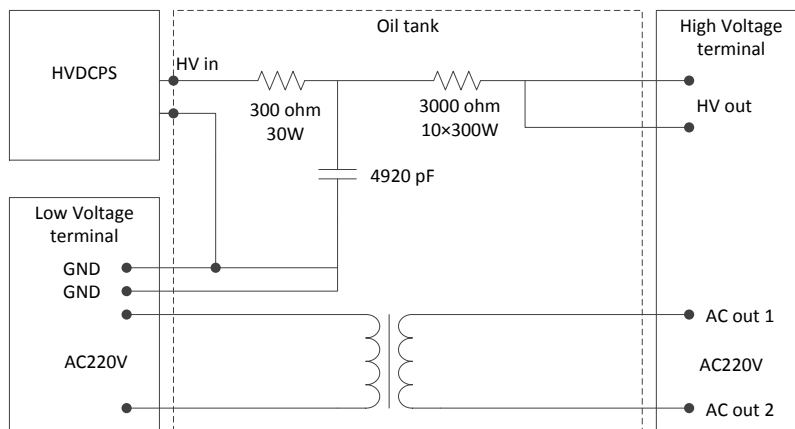 Oil tank
High Voltage
terminal
HVDCPS
HV in
300 ohm
30W
3000 ohm
10×300W
HV out
4920 pF
Low Voltage
terminal
GND
GND
AC220V
AC out 1
AC220V
AC out 2